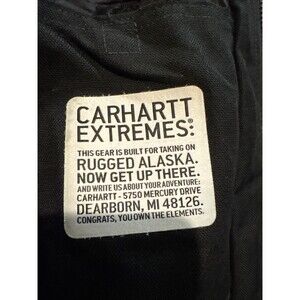 CARHARTT
EXTREMES®:
THIS GEAR IS BUILT FOR TAKING ON
RUGGED ALASKA.
NOW GET UP THERE.
AND WRITE US ABOUT YOUR ADVENTURE:
CARHARTT - 5750 MERCURY DRIVE
DEARBORN, MI 48126.
CONGRATS, YOU OWN THE ELEMENTS.